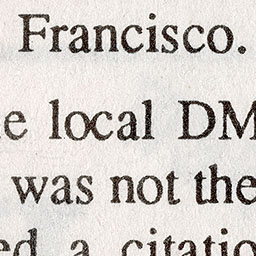 Francisco.
e local DM
was not the
ed a citatio